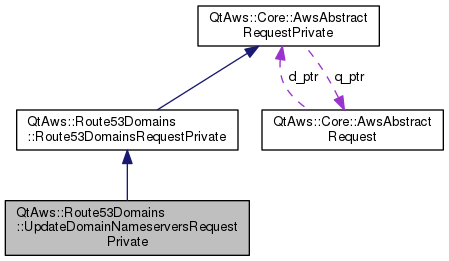 QtAws::Core::AwsAbstract
RequestPrivate
d_ptr
q_ptr
QtAws::Route53Domains
::Route53DomainsRequestPrivate
QtAws::Core::AwsAbstract
Request
QtAws::Route53Domains
::UpdateDomainNameserversRequest
Private